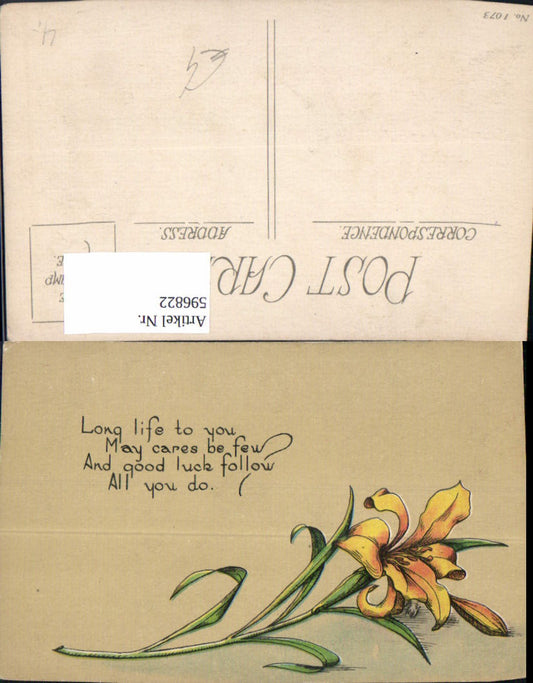 No. 1073
CORRESPONDENCE.
ADDRESS.
POST CAR
Artikel Nr.
596822
Long life to you
May cares be few
And good luck follow
All you do.